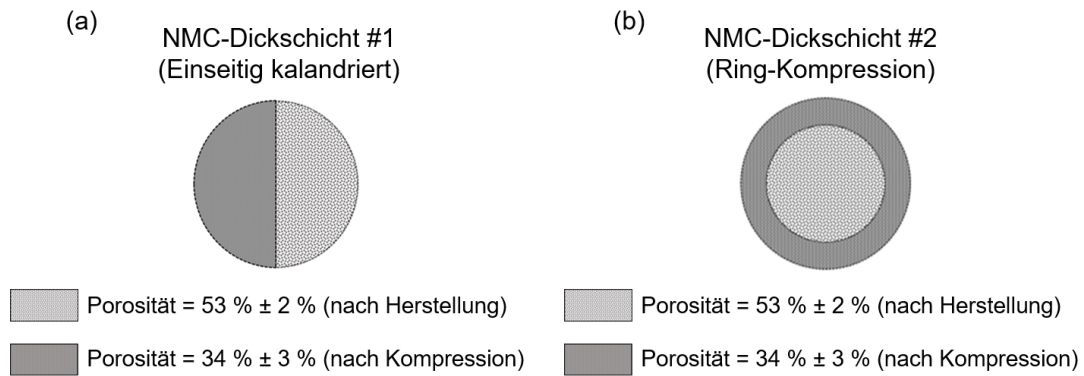 (a)
NMC-Dickschicht #1
(Einseitig kalandriert)
Porosität = 53 % ± 2 % (nach Herstellung)
Porosität = 34 % ± 3 % (nach Kompression)
(b)
NMC-Dickschicht #2
(Ring-Kompression)
Porosität = 53 % ± 2 % (nach Herstellung)
Porosität = 34 % ± 3 % (nach Kompression)